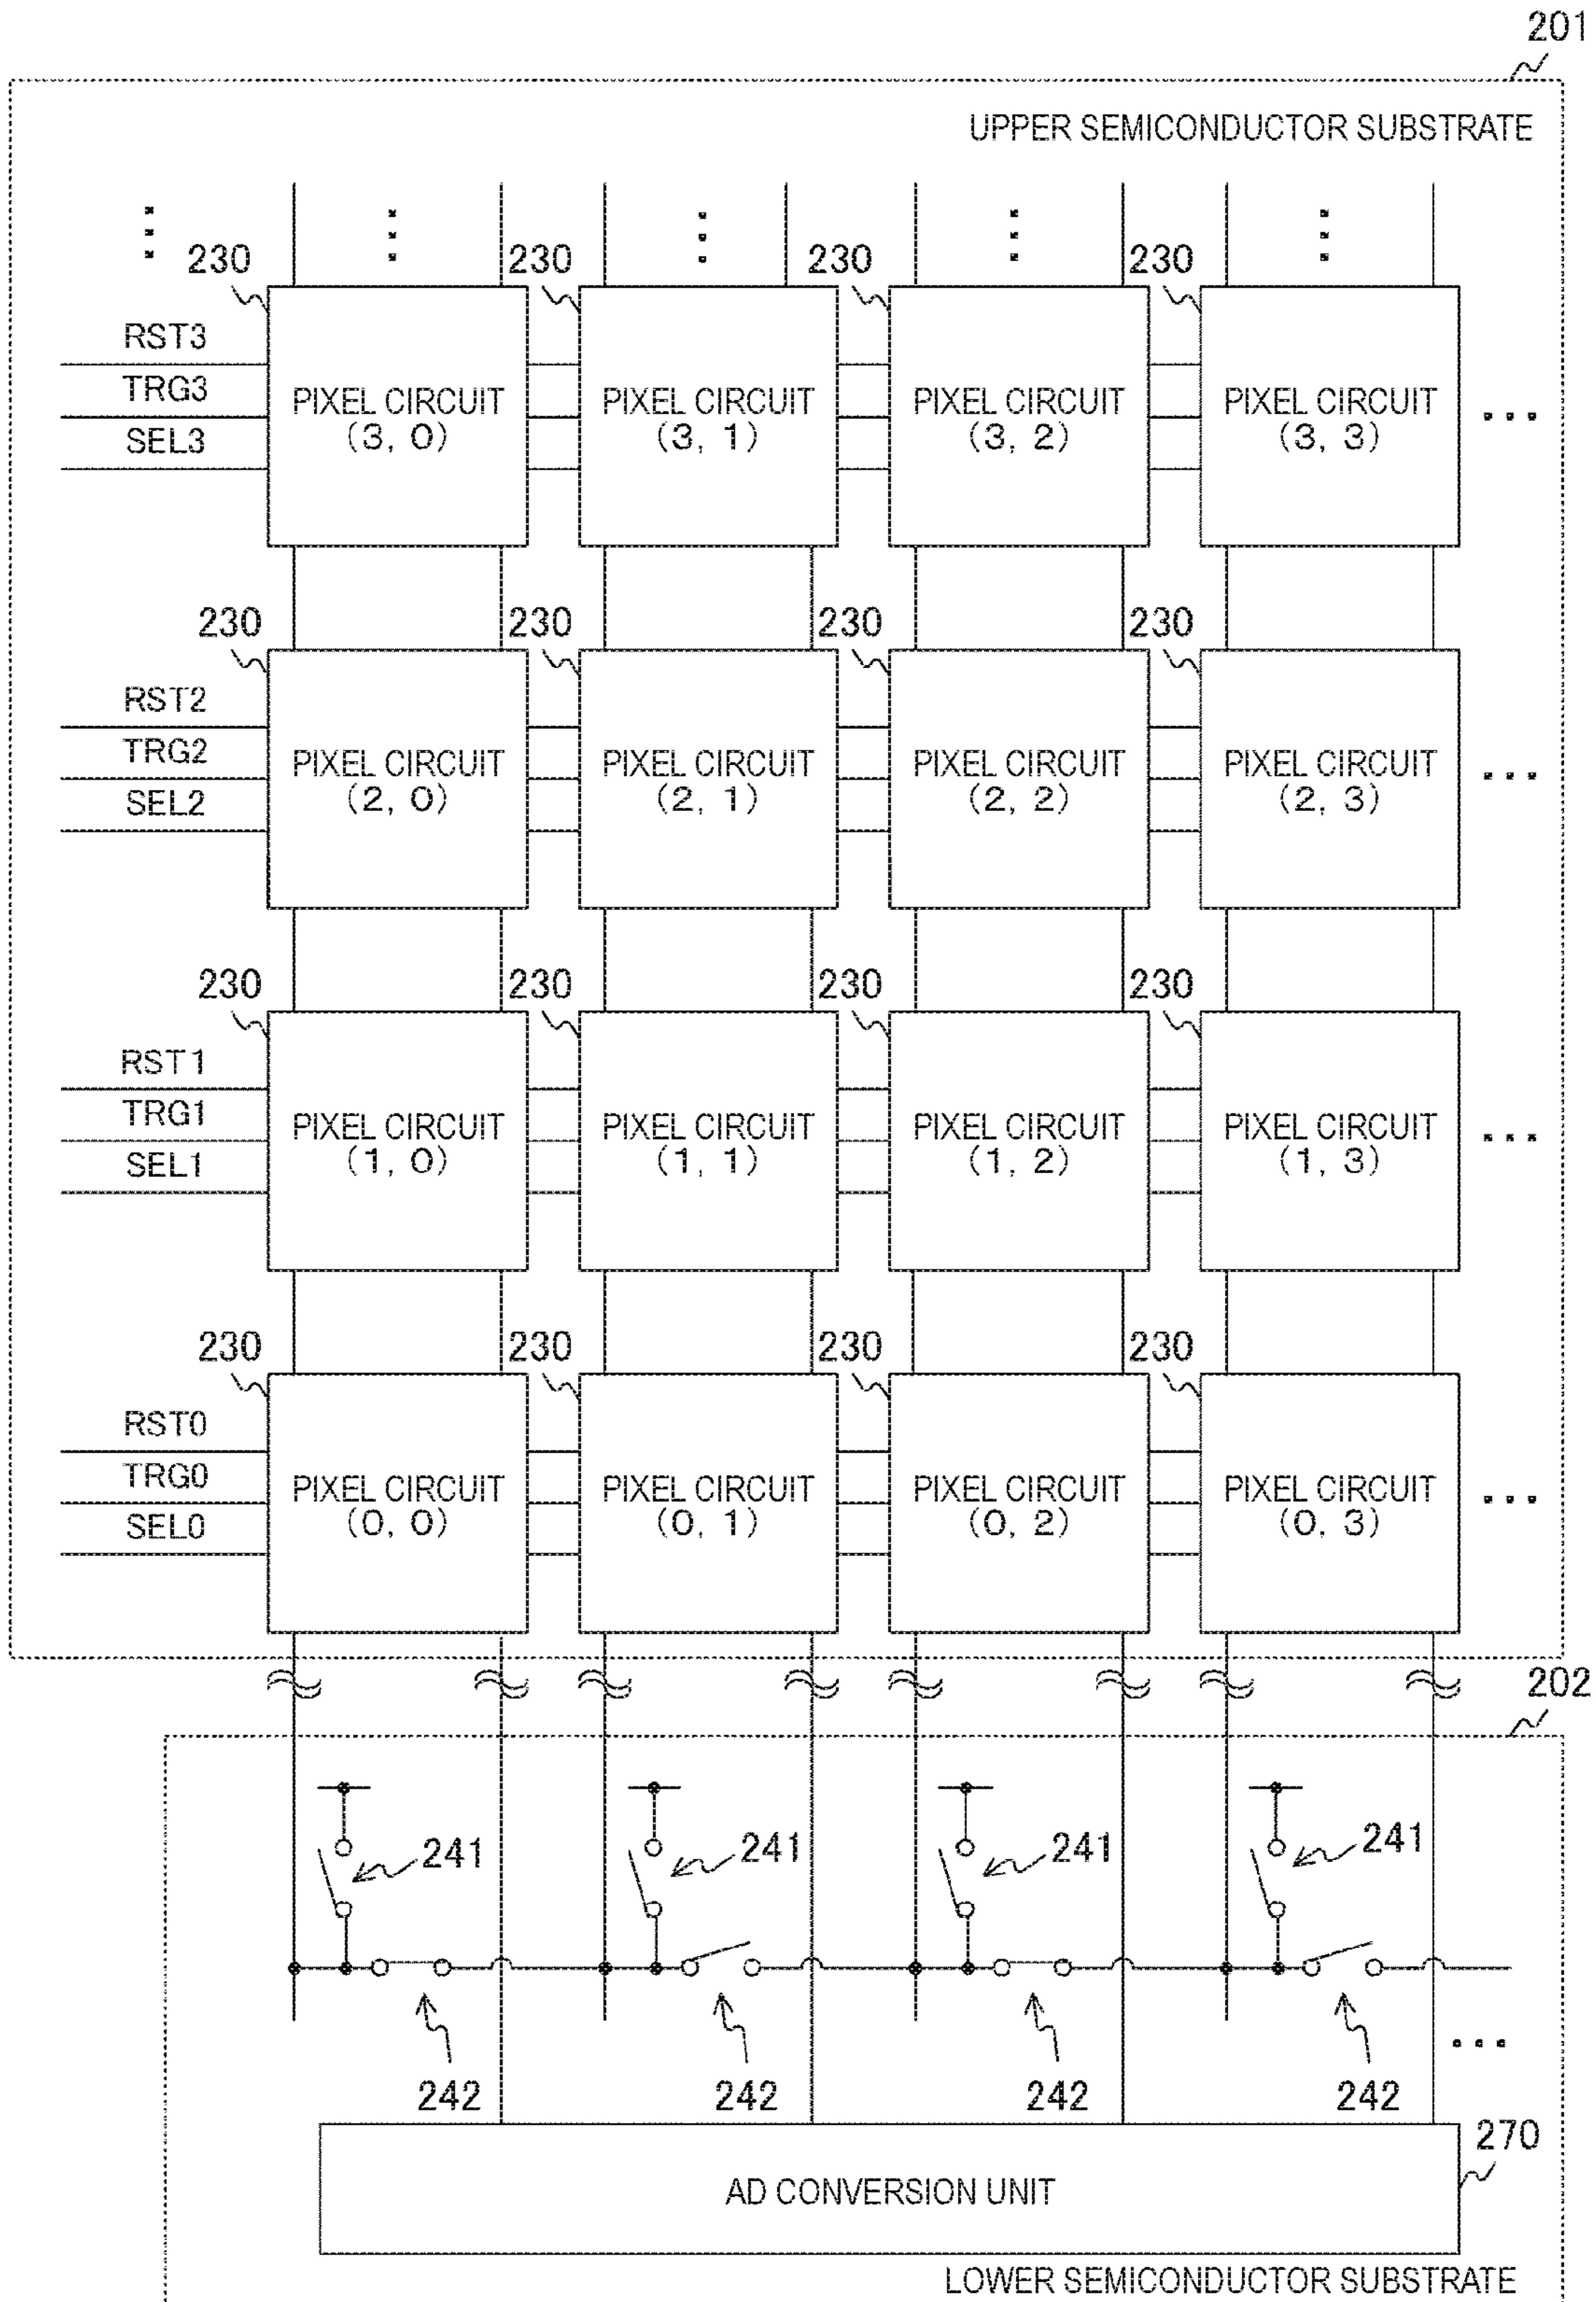 201
UPPER SEMICONDUCTOR SUBSTRATE
230 230 230 230
RST3
TRG3
SEL3
PIXEL CIRCUIT
(3, 0)
PIXEL CIRCUIT
(3, 1)
PIXEL CIRCUIT
(3, 2)
PIXEL CIRCUIT
(3, 3)
230 230 230 230
RST2
TRG2
SEL2
PIXEL CIRCUIT
(2, 0)
PIXEL CIRCUIT
(2, 1)
PIXEL CIRCUIT
(2, 2)
PIXEL CIRCUIT
(2, 3)
230 230 230 230
RST1
TRG1
SEL1
PIXEL CIRCUIT
(1, 0)
PIXEL CIRCUIT
(1, 1)
PIXEL CIRCUIT
(1, 2)
PIXEL CIRCUIT
(1, 3)
230 230 230 230
RST0
TRG0
SEL0
PIXEL CIRCUIT
(0, 0)
PIXEL CIRCUIT
(0, 1)
PIXEL CIRCUIT
(0, 2)
PIXEL CIRCUIT
(0, 3)
202
241 241 241 241
242 242 242 242
270
AD CONVERSION UNIT
LOWER SEMICONDUCTOR SUBSTRATE